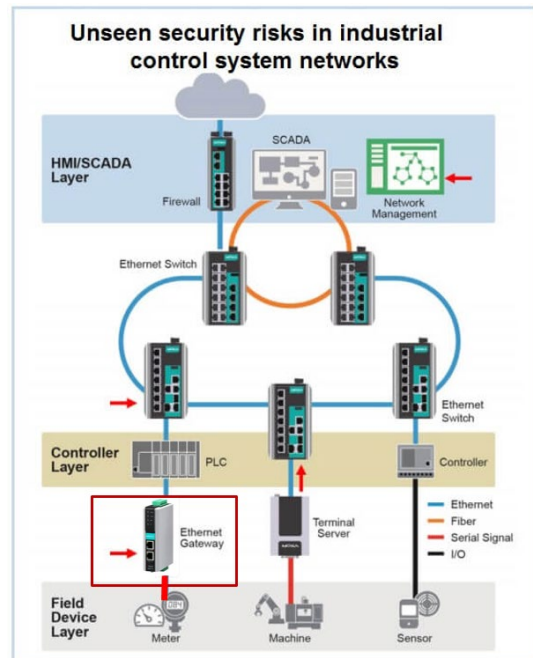 Unseen security risks in industrial
control system networks
SCADA
HMI/SCADA
Layer
Firewall
Network
Management
Ethernet Switch
Ethernet
Switch
Controller
Layer
PLC
Controller
Ethernet
Gateway
Terminal
Server
Ethernet
Fiber
Serial Signal
I/O
Field
Device
Layer
Meter
Machine
Sensor